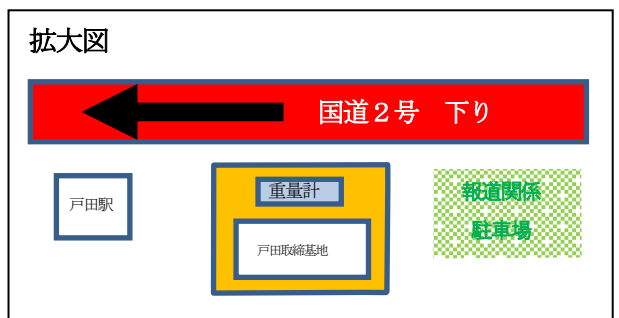 拡大図
国道２号　下り
戸田駅
重量計
戸田取締基地
報道関係
駐車場